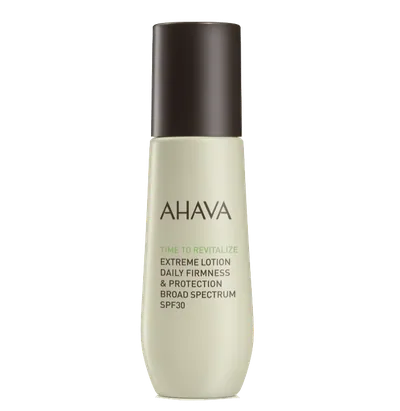 AHAVA
TIME TO REVITALIZE
EXTREME LOTION
DAILY FIRMNESS
& PROTECTION
BROAD SPECTRUM
SPF30